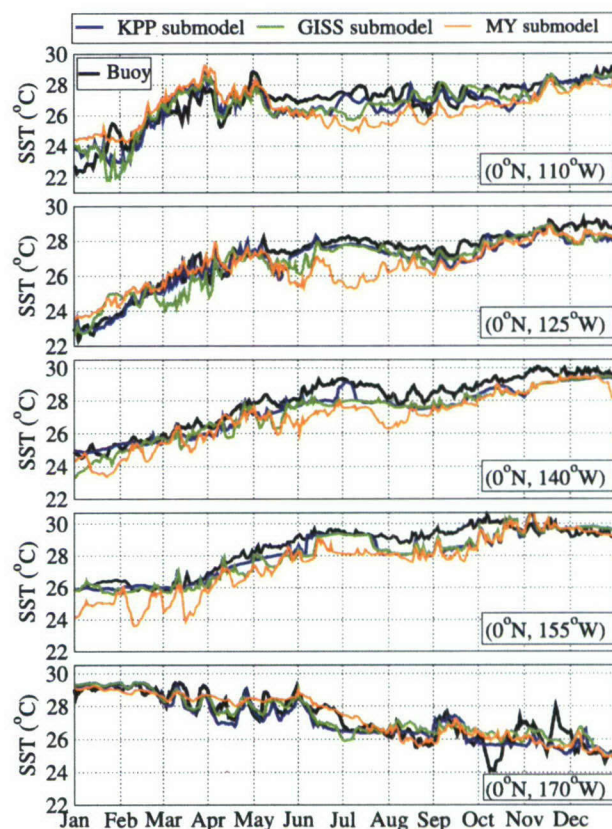 KPP submodel GISS submodel MY submodel
30
Buoy
28
26
24
22
SST (°C)
(0°N, 110°W)
30
28
26
24
22
SST (°C)
(0°N, 125°W)
30
28
26
24
22
SST (°C)
(0°N, 140°W)
30
28
26
24
22
SST (°C)
(0°N, 155°W)
30
28
26
24
22
SST (°C)
(0°N, 170°W)
Jan Feb Mar Apr May Jun Jul Aug Sep Oct Nov Dec